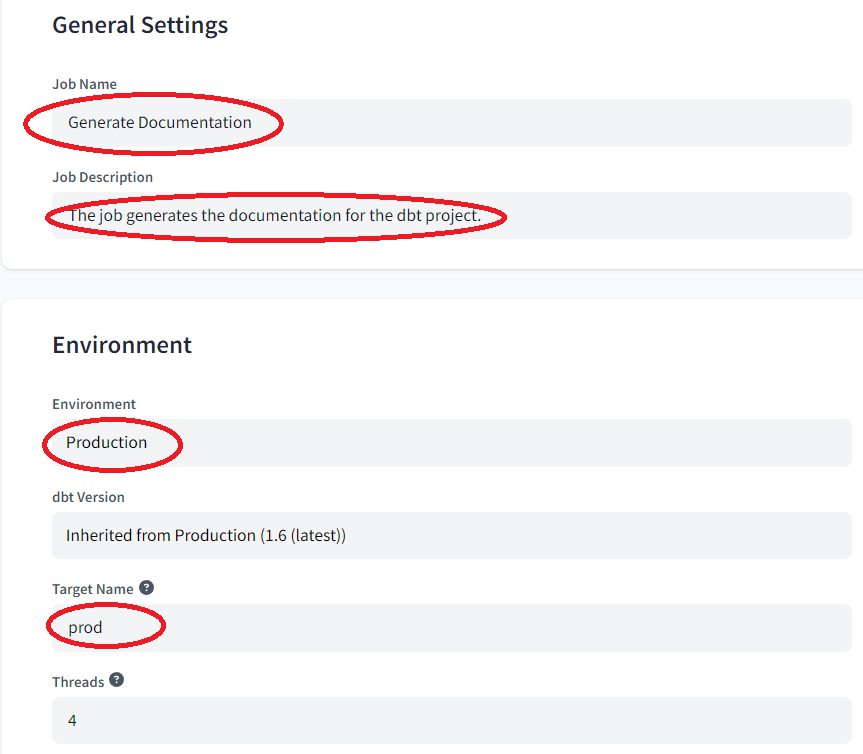 General Settings
Job Name
Generate Documentation
Job Description
The job generates the documentation for the dbt project.
Environment
Environment
Production
dbt Version
Inherited from Production (1.6 (latest))
Target Name ?
prod
Threads ?
4